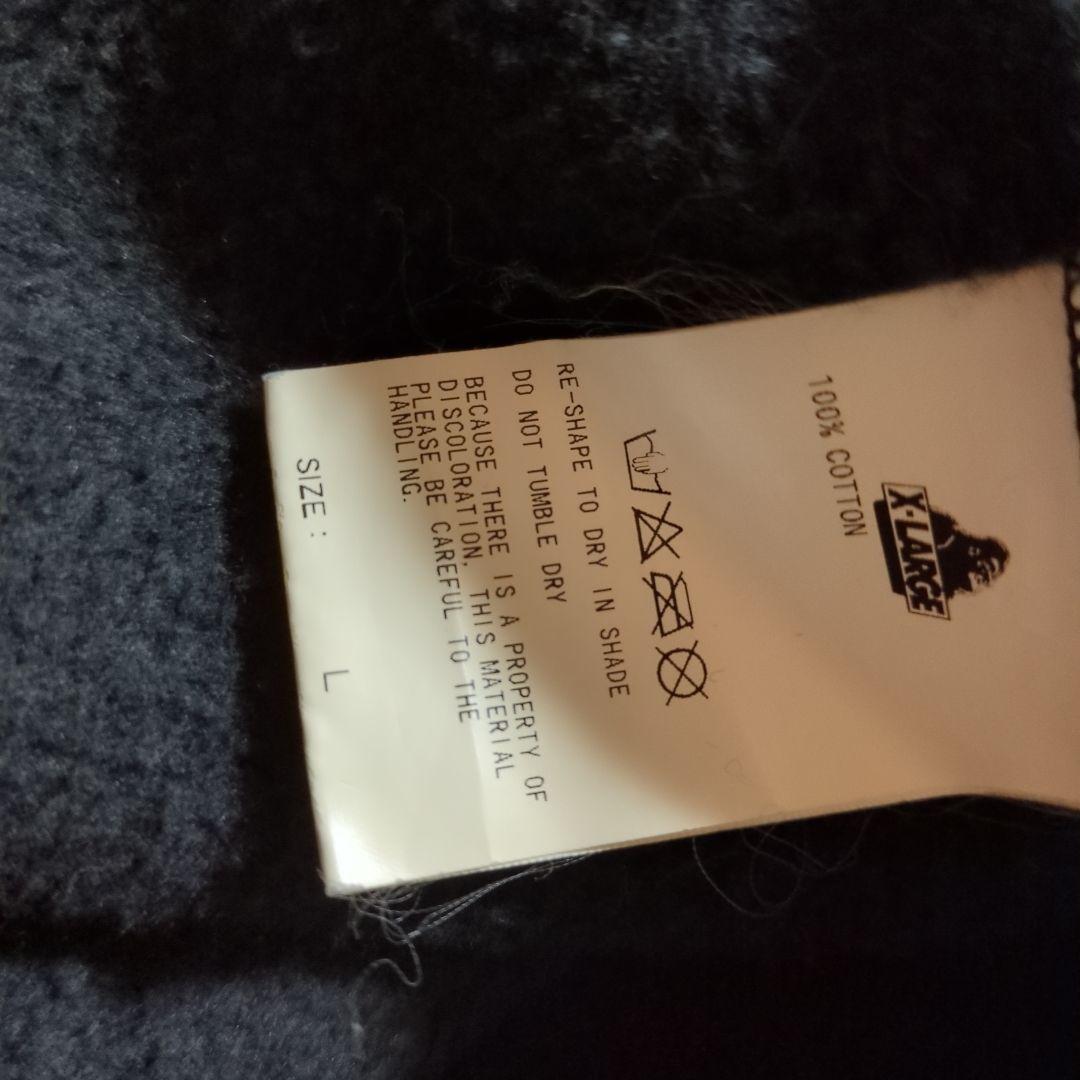 X-LARGE
100% COTTON
RE-SHAPE TO DRY IN SHADE
DO NOT TUMBLE DRY
BECAUSE THERE IS A PROPERTY OF
DISCOLORATION, THIS MATERIAL
PLEASE BE CAREFUL TO THE
HANDLING.
SIZE : L